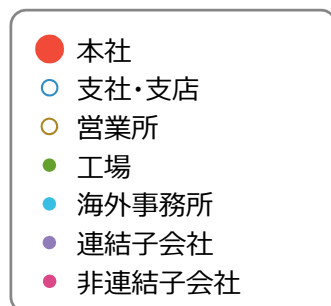 本社
支社・支店
営業所
工場
海外事務所
連結子会社
非連結子会社